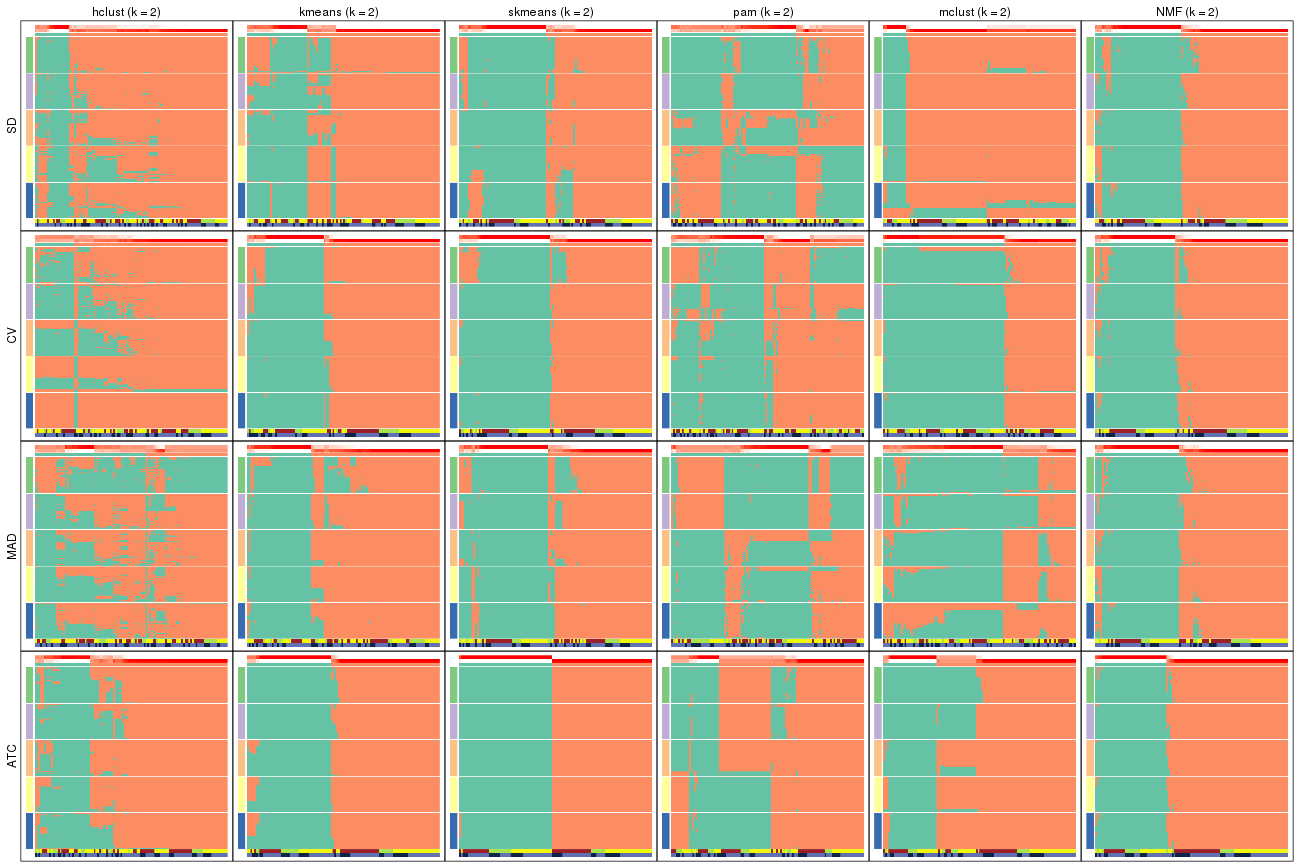 hclust (k = 2) kmeans (k = 2) skmeans (k = 2) pam (k = 2) mclust (k = 2) NMF (k = 2)
SD
CV
MAD
ATC